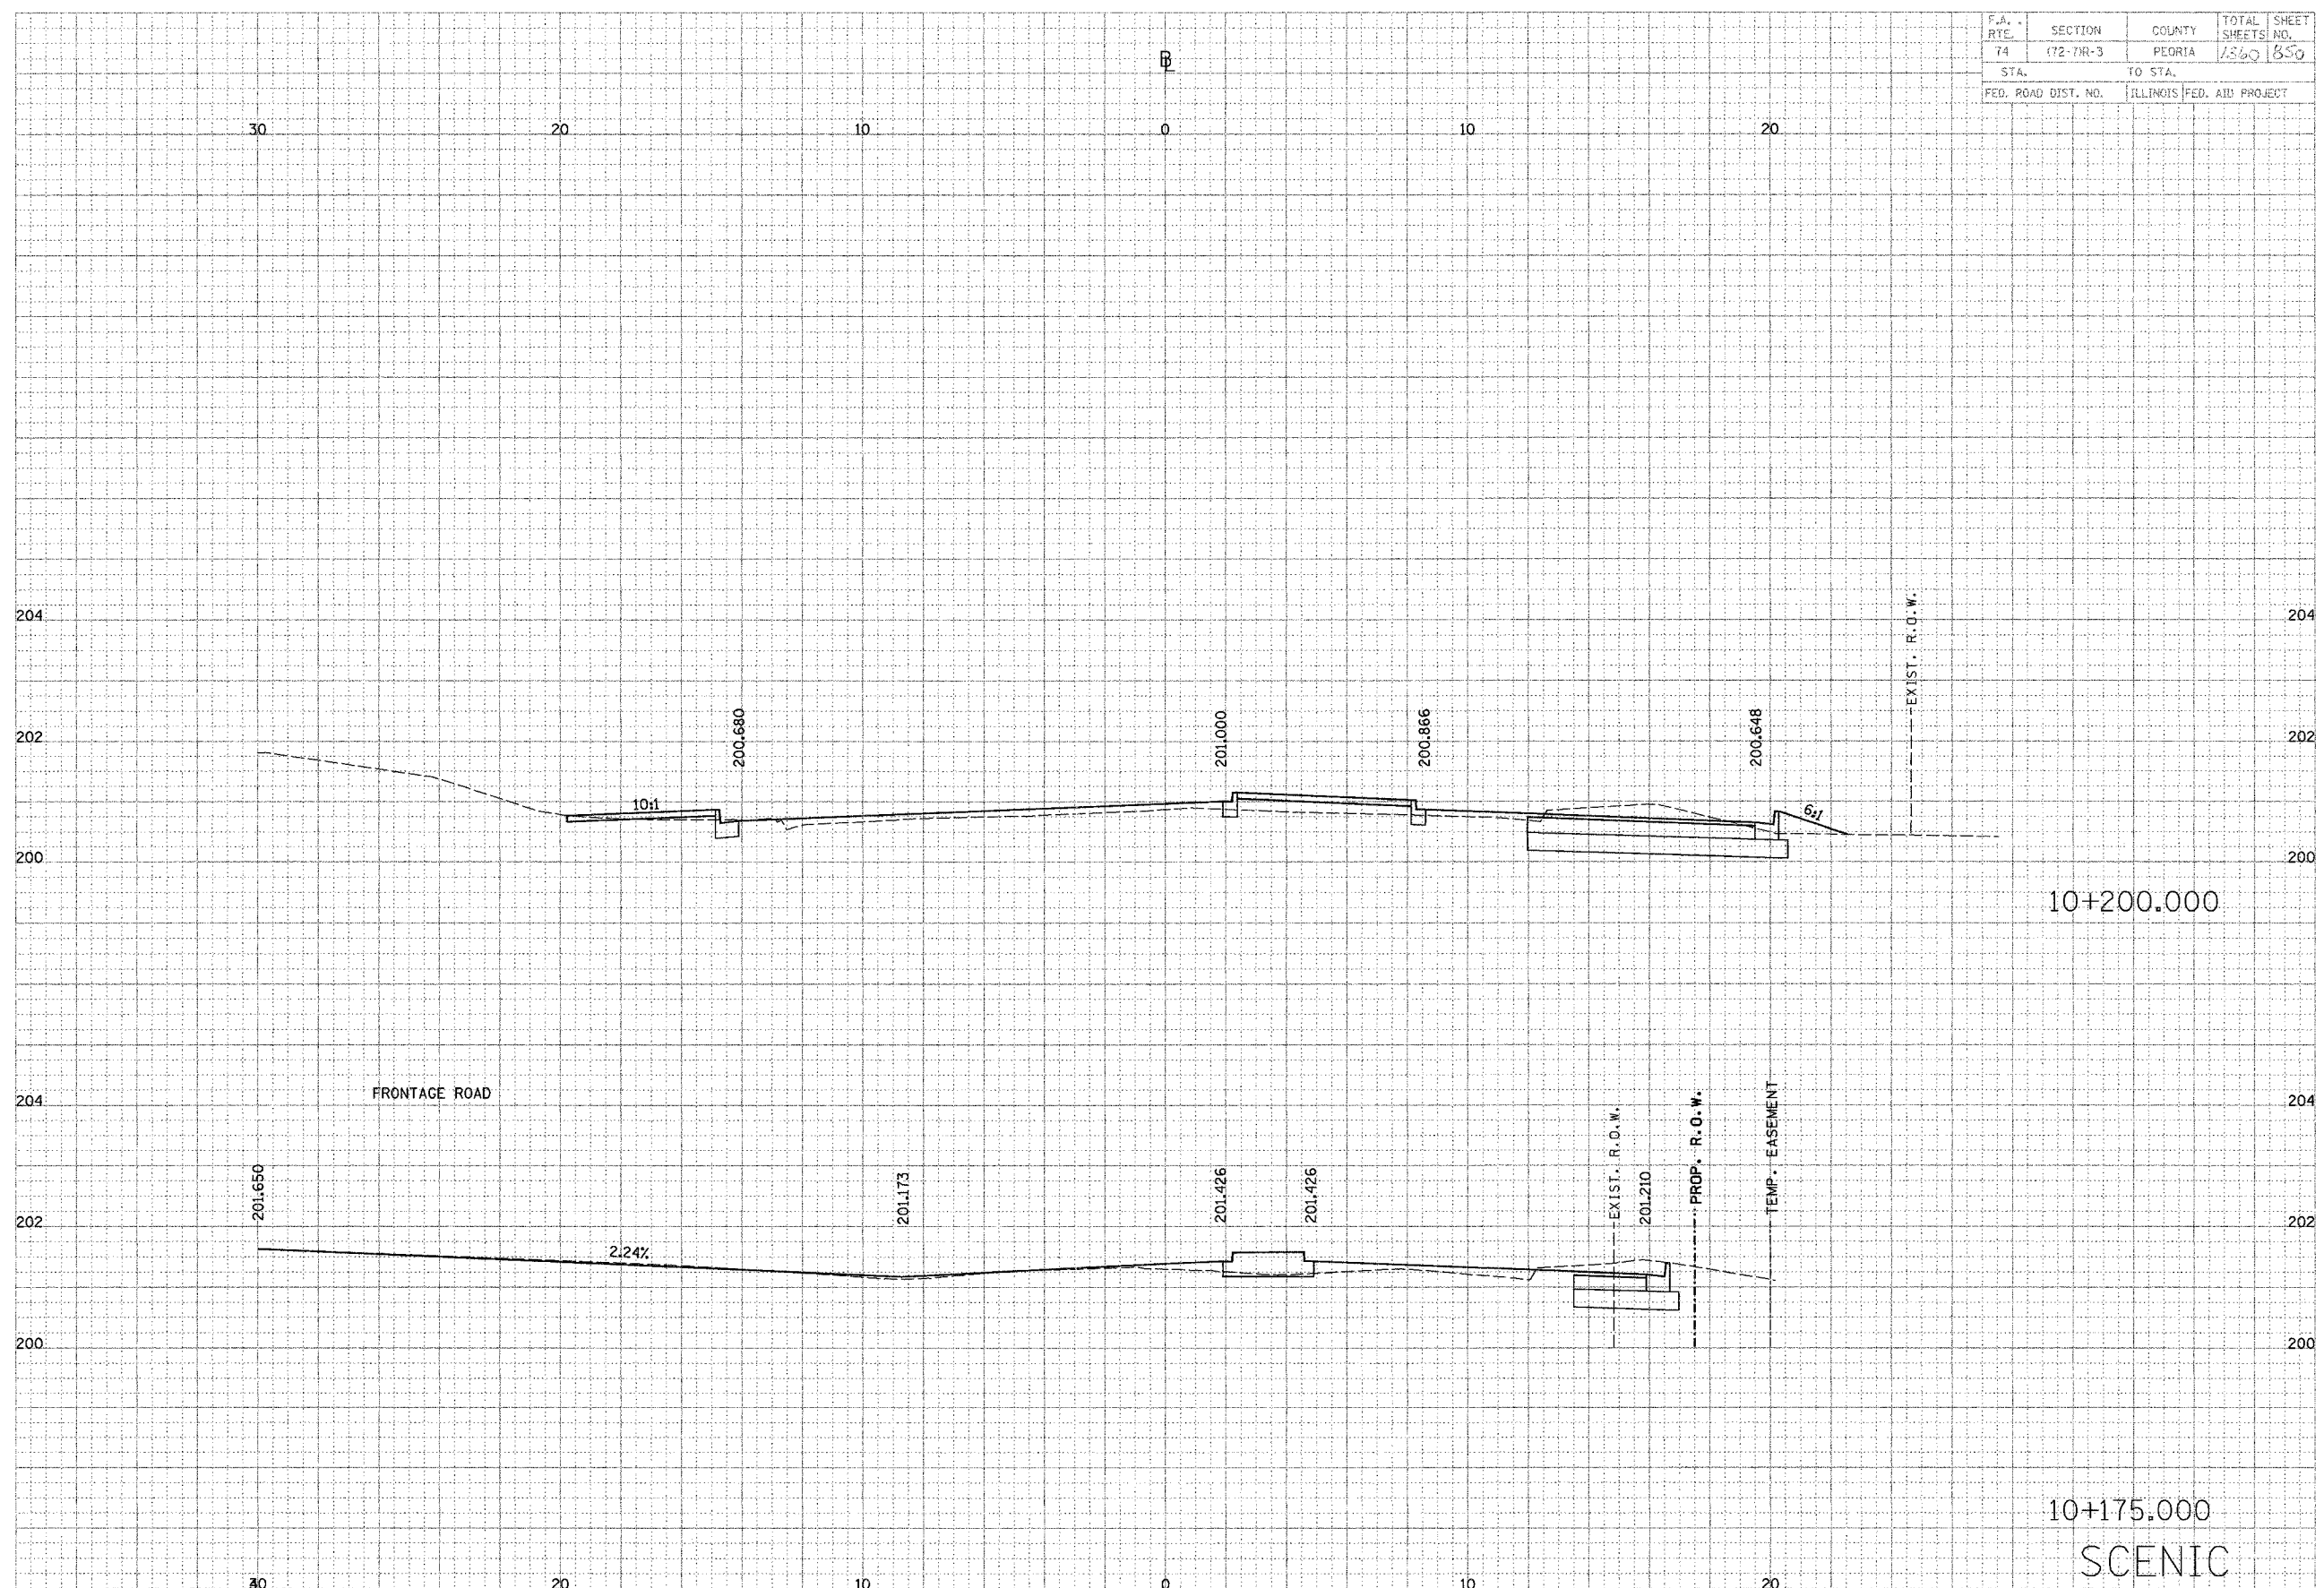 F.A. RTE. SECTION COUNTY TOTAL SHEETS SHEET NO.
74 (72-7)R-3 PEORIA 1360 850
STA. TO STA.
FED. ROAD DIST. NO. ILLINOIS FED. AID PROJECT
BL
30 20 10 0 10 20
204 204
EXIST. R.O.W.
202 202
200.680
201.000
200.866
200.648
10:1
6:1
200 200
10+200.000
FRONTAGE ROAD
204 204
201.650
201.173
201.426
201.426
EXIST. R.O.W.
201.210
PROP. R.O.W.
TEMP. EASEMENT
202 202
2.24%
200 200
10+175.000
SCENIC
30 20 10 0 10 20